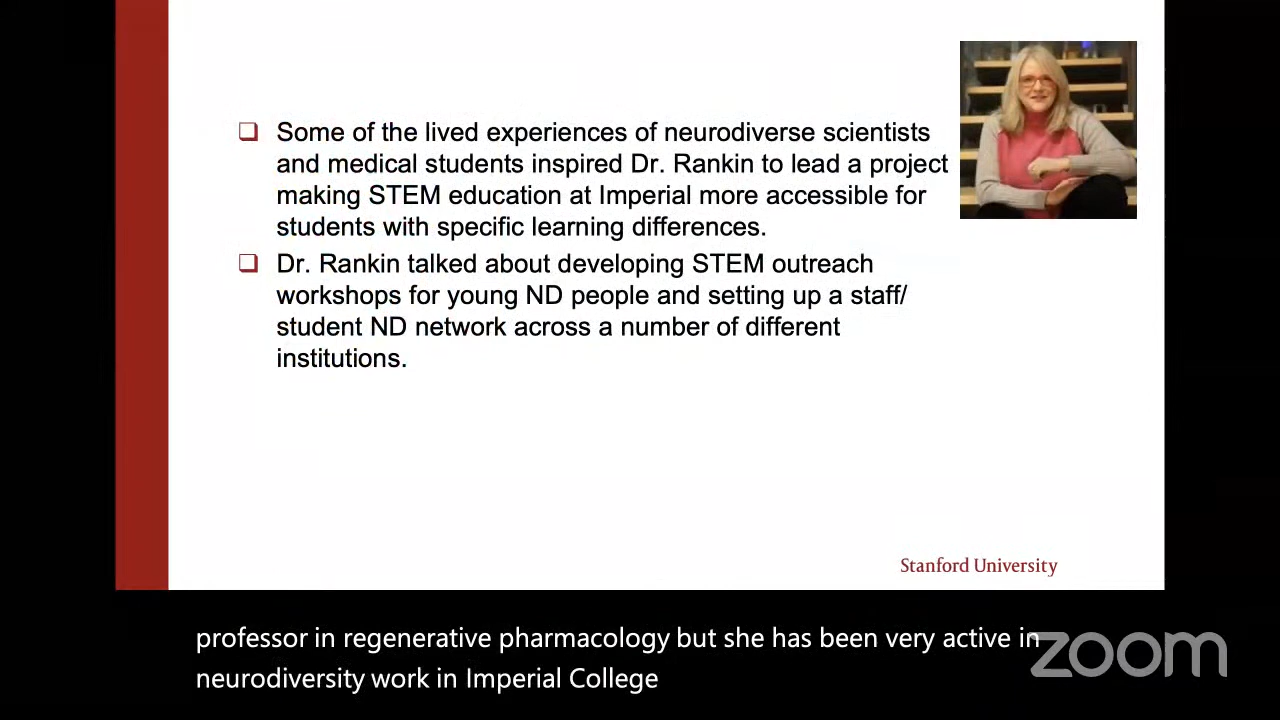 Some of the lived experiences of neurodiverse scientists
and medical students inspired Dr. Rankin to lead a project
making STEM education at Imperial more accessible for
students with specific learning differences.
Dr. Rankin talked about developing STEM outreach
workshops for young ND people and setting up a staff/
student ND network across a number of different
institutions.
Stanford University
professor in regenerative pharmacology but she has been very active in
neurodiversity work in Imperial College
zoom